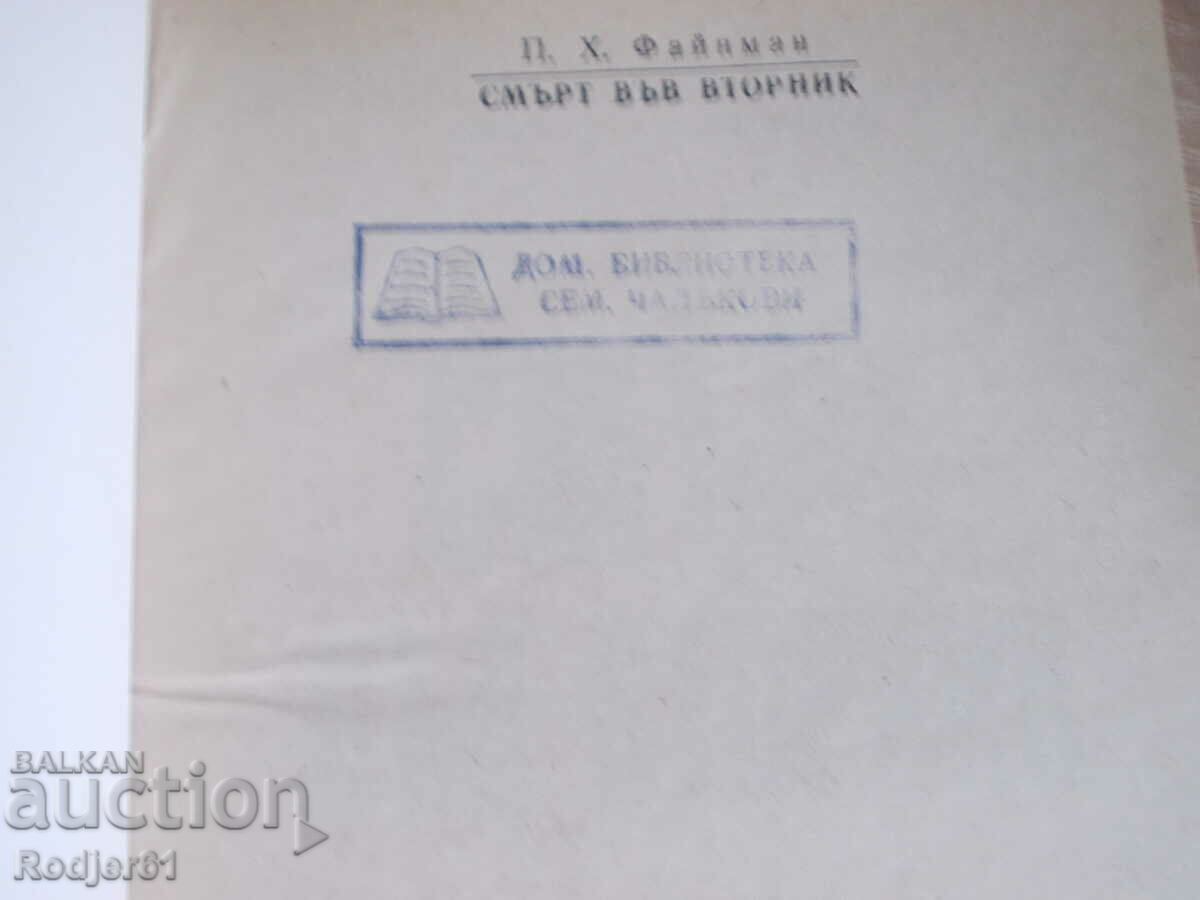 П. Х. Файнман
СМЪРТ ВЪВ ВТОРНИК
ДОМ. БИБЛИОТЕКА
СЕМ. ЧАЛЪКОВИ
BALKAN
auction
Rodjer61